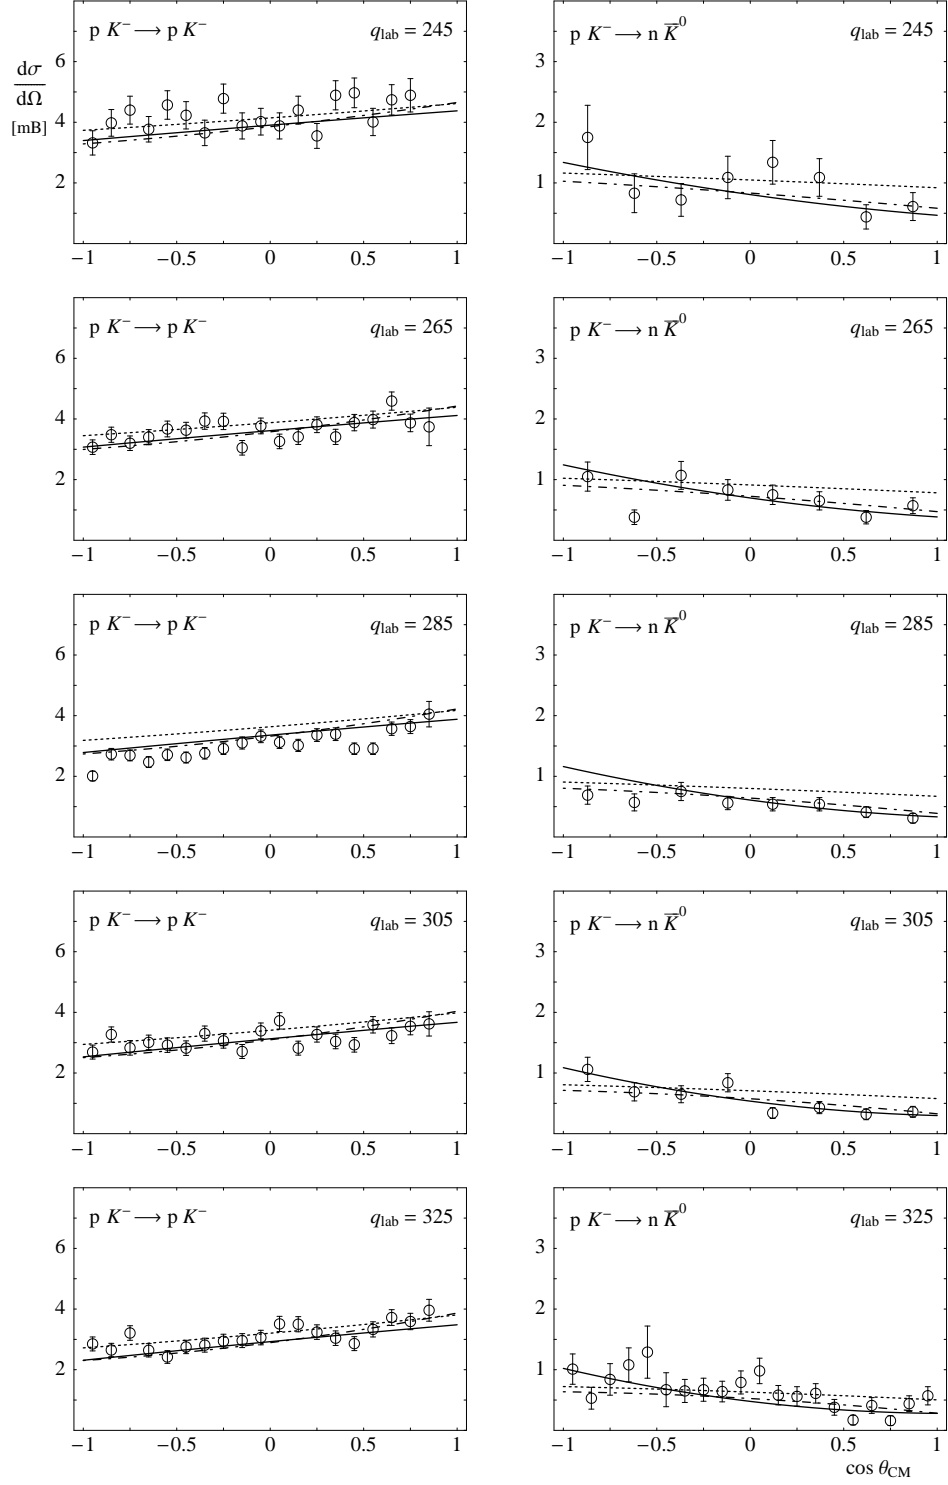 p K⁻ ⟶ p K⁻ q_lab = 245
dσ
dΩ
[mB]
6
4
2
−1 −0.5 0 0.5 1
p K⁻ ⟶ n K̅⁰ q_lab = 245
3
2
1
−1 −0.5 0 0.5 1
p K⁻ ⟶ p K⁻ q_lab = 265
6
4
2
−1 −0.5 0 0.5 1
p K⁻ ⟶ n K̅⁰ q_lab = 265
3
2
1
−1 −0.5 0 0.5 1
p K⁻ ⟶ p K⁻ q_lab = 285
6
4
2
−1 −0.5 0 0.5 1
p K⁻ ⟶ n K̅⁰ q_lab = 285
3
2
1
−1 −0.5 0 0.5 1
p K⁻ ⟶ p K⁻ q_lab = 305
6
4
2
−1 −0.5 0 0.5 1
p K⁻ ⟶ n K̅⁰ q_lab = 305
3
2
1
−1 −0.5 0 0.5 1
p K⁻ ⟶ p K⁻ q_lab = 325
6
4
2
−1 −0.5 0 0.5 1
p K⁻ ⟶ n K̅⁰ q_lab = 325
3
2
1
−1 −0.5 0 0.5 1
cos θ_CM